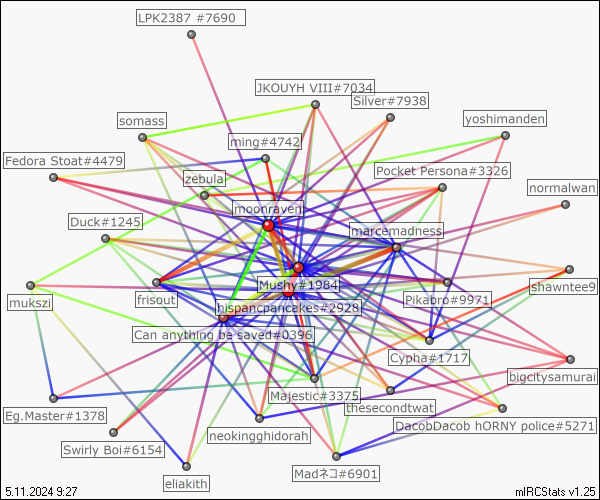 LPK2387 #7690
JKOUYH VIII#7034
Silver#7938
somass
yoshimanden
ming#4742
Fedora Stoat#4479
Pocket Persona#3326
zebula
normalwan
moonraven
Duck#1245
marcemadness
Mushy#1984
shawntee9
mukszi
frisout
Pikabro#9971
hispancpancakes#2928
Can anything be saved#0396
Cypha#1717
bigcitysamurai
Majestic#3375
thesecondtwat
Eg.Master#1378
DacobDacob hORNY police#5271
neokingghidorah
Swirly Boi#6154
Madネコ#6901
eliakith
5.11.2024 9:27
mIRCStats v1.25